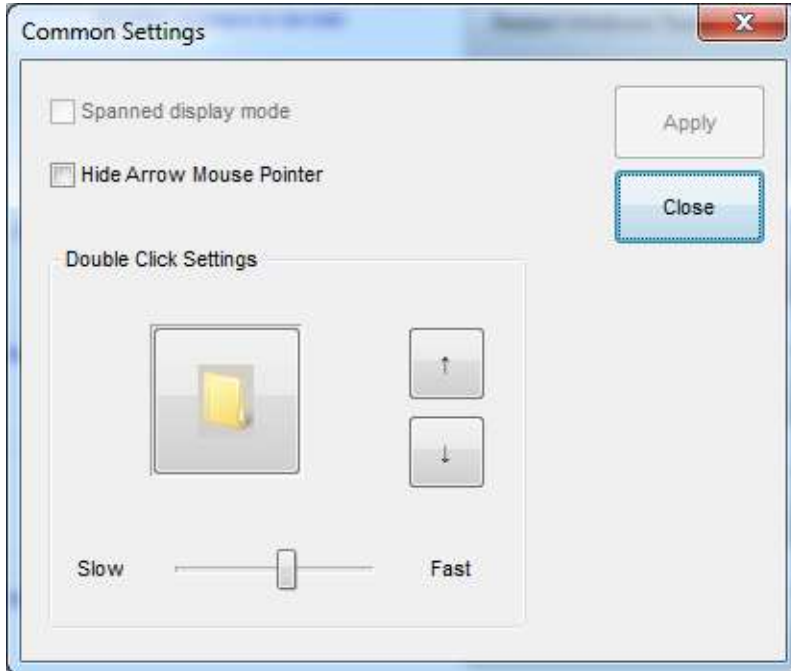 Common Settings
Spanned display mode
Apply
Hide Arrow Mouse Pointer
Close
Double Click Settings
↑
↓
Slow
Fast